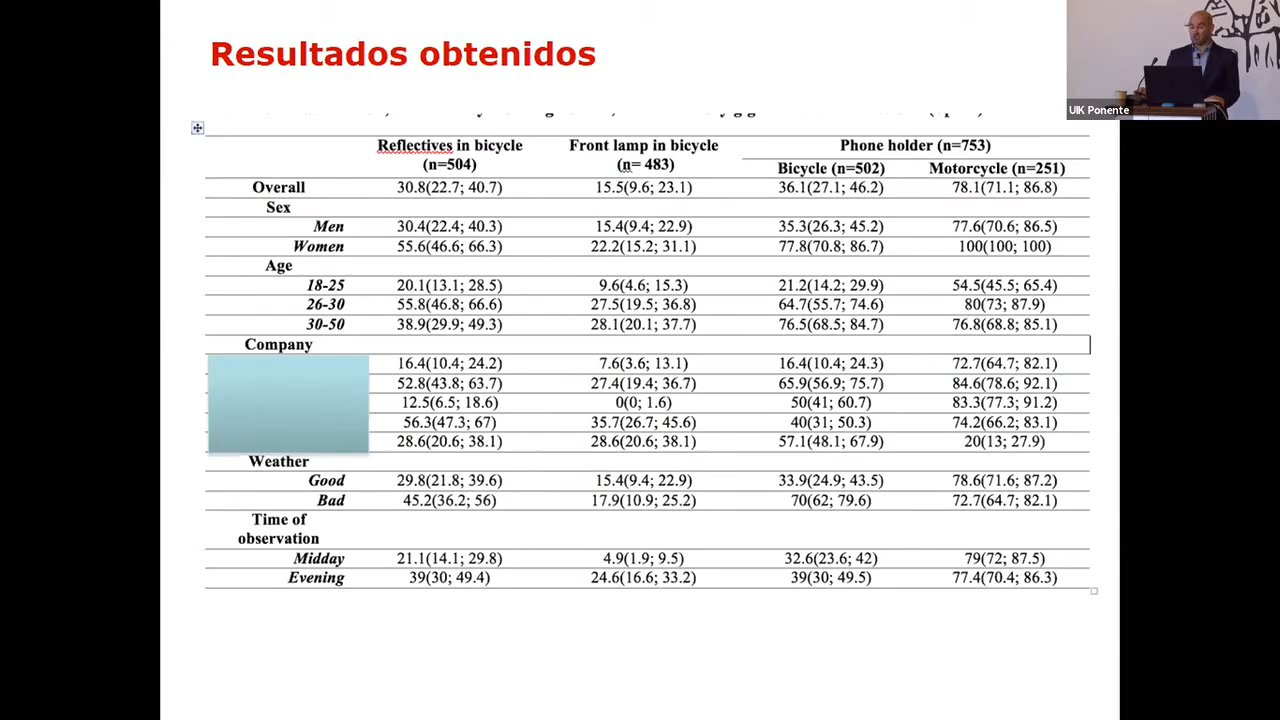 Resultados obtenidos
UIK Ponente
Reflectives in bicycle Front lamp in bicycle Phone holder (n=753)
(n=504) (n= 483) Bicycle (n=502) Motorcycle (n=251)
Overall 30.8(22.7; 40.7) 15.5(9.6; 23.1) 36.1(27.1; 46.2) 78.1(71.1; 86.8)
Sex
Men 30.4(22.4; 40.3) 15.4(9.4; 22.9) 35.3(26.3; 45.2) 77.6(70.6; 86.5)
Women 55.6(46.6; 66.3) 22.2(15.2; 31.1) 77.8(70.8; 86.7) 100(100; 100)
Age
18-25 20.1(13.1; 28.5) 9.6(4.6; 15.3) 21.2(14.2; 29.9) 54.5(45.5; 65.4)
26-30 55.8(46.8; 66.6) 27.5(19.5; 36.8) 64.7(55.7; 74.6) 80(73; 87.9)
30-50 38.9(29.9; 49.3) 28.1(20.1; 37.7) 76.5(68.5; 84.7) 76.8(68.8; 85.1)
Company
16.4(10.4; 24.2) 7.6(3.6; 13.1) 16.4(10.4; 24.3) 72.7(64.7; 82.1)
52.8(43.8; 63.7) 27.4(19.4; 36.7) 65.9(56.9; 75.7) 84.6(78.6; 92.1)
12.5(6.5; 18.6) 0(0; 1.6) 50(41; 60.7) 83.3(77.3; 91.2)
56.3(47.3; 67) 35.7(26.7; 45.6) 40(31; 50.3) 74.2(66.2; 83.1)
28.6(20.6; 38.1) 28.6(20.6; 38.1) 57.1(48.1; 67.9) 20(13; 27.9)
Weather
Good 29.8(21.8; 39.6) 15.4(9.4; 22.9) 33.9(24.9; 43.5) 78.6(71.6; 87.2)
Bad 45.2(36.2; 56) 17.9(10.9; 25.2) 70(62; 79.6) 72.7(64.7; 82.1)
Time of
observation
Midday 21.1(14.1; 29.8) 4.9(1.9; 9.5) 32.6(23.6; 42) 79(72; 87.5)
Evening 39(30; 49.4) 24.6(16.6; 33.2) 39(30; 49.5) 77.4(70.4; 86.3)